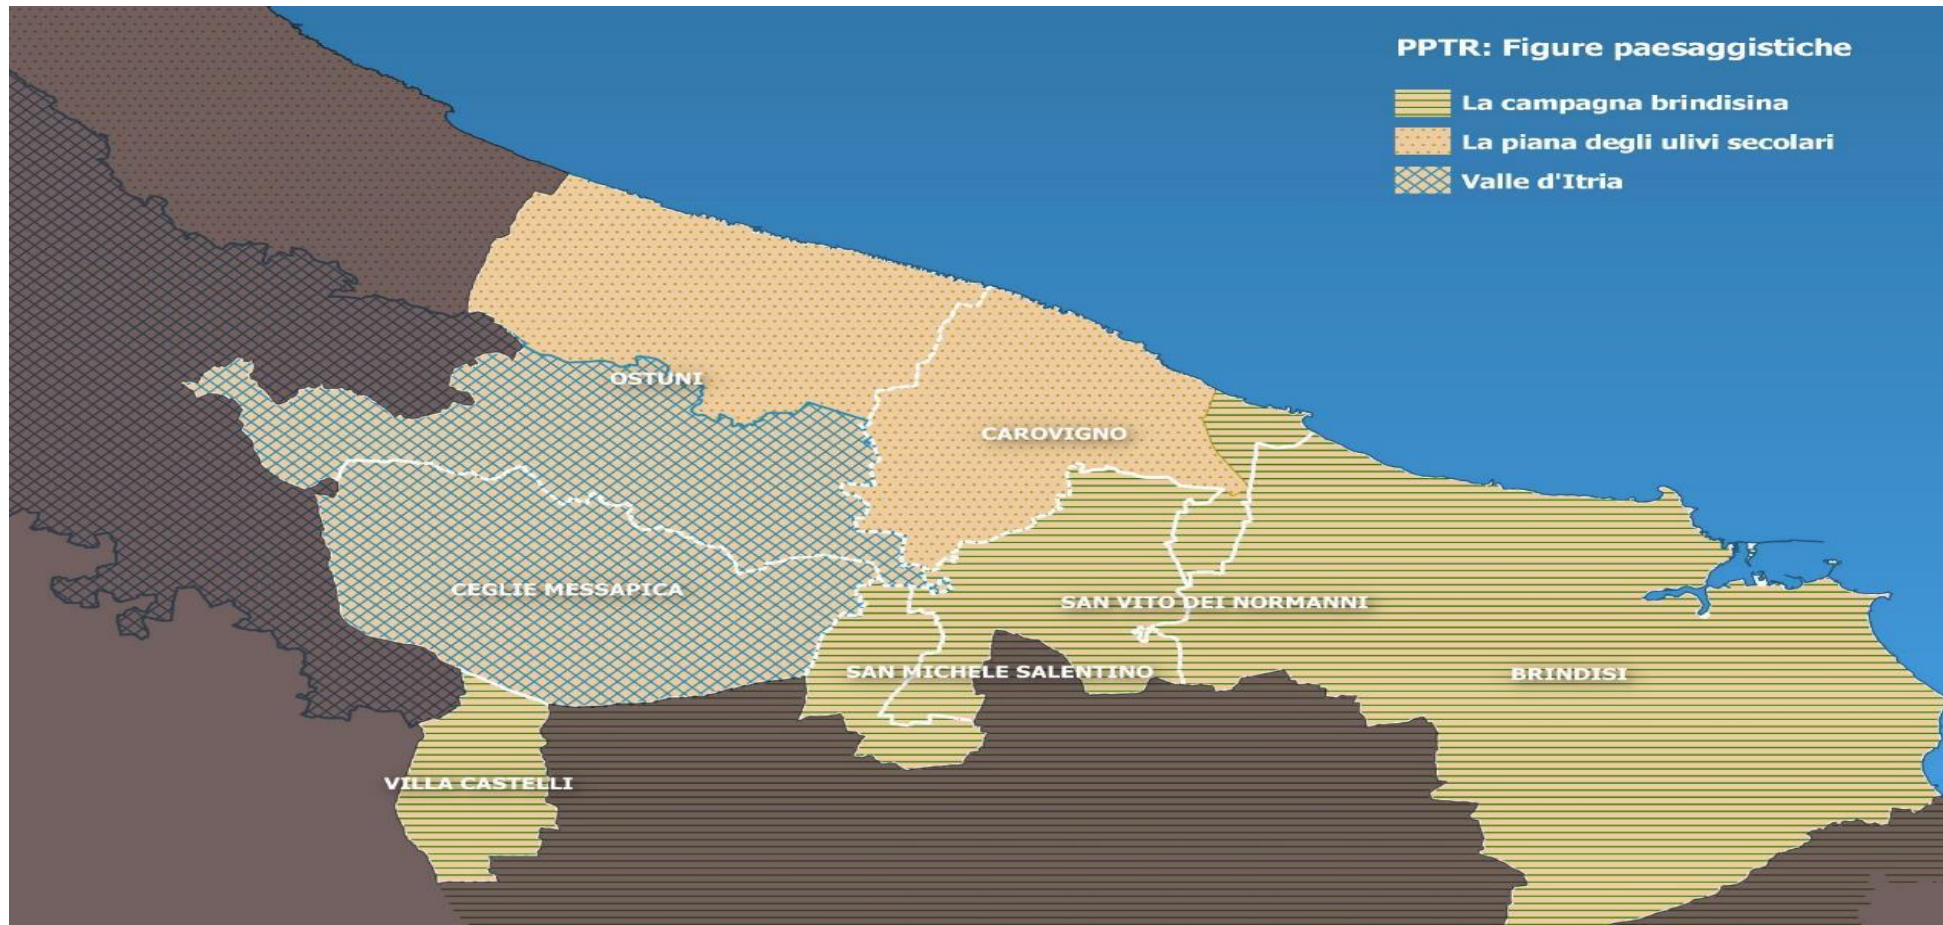 PPTR: Figure paesaggistiche
La campagna brindisina
La piana degli ulivi secolari
Valle d'Itria
OSTUNI
CAROVIGNO
CEGLIE MESSAPICA
SAN VITO DEI NORMANNI
SAN MICHELE SALENTINO
BRINDISI
VILLA CASTELLI